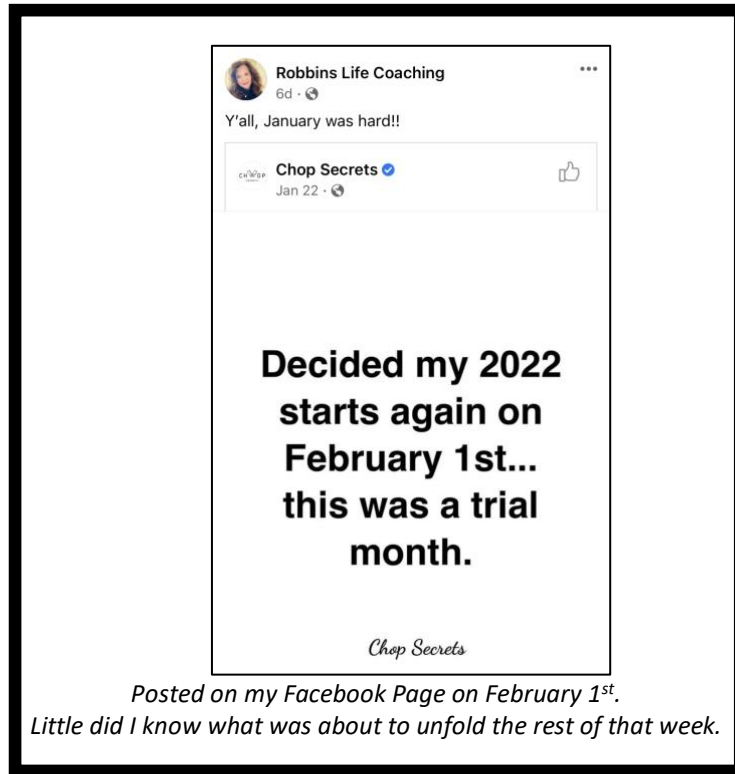 Robbins Life Coaching
6d ·
Y'all, January was hard!!
CHWOP
Chop Secrets
Jan 22 ·
Decided my 2022
starts again on
February 1st...
this was a trial
month.
Chop Secrets
Posted on my Facebook Page on February 1st.
Little did I know what was about to unfold the rest of that week.